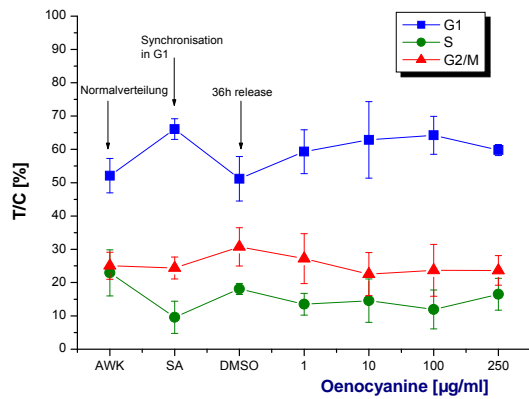 G1
S
G2/M
Synchronisation
in G1
Normalverteilung
36h release
T/C [%]
100
90
80
70
60
50
40
30
20
10
0
AWK SA DMSO 1 10 100 250
Oenocyanine [µg/ml]